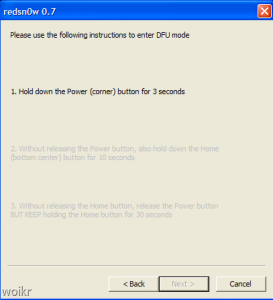 redsn0w 0.7
Please use the following instructions to enter DFU mode
1. Hold down the Power (corner) button for 3 seconds
2. Without releasing the Power button, also hold down the Home
(bottom center) button for 10 seconds
3. Without releasing the Home button, release the Power button
BUT KEEP holding the Home button for 30 seconds
< Back
Next >
Cancel
woikr